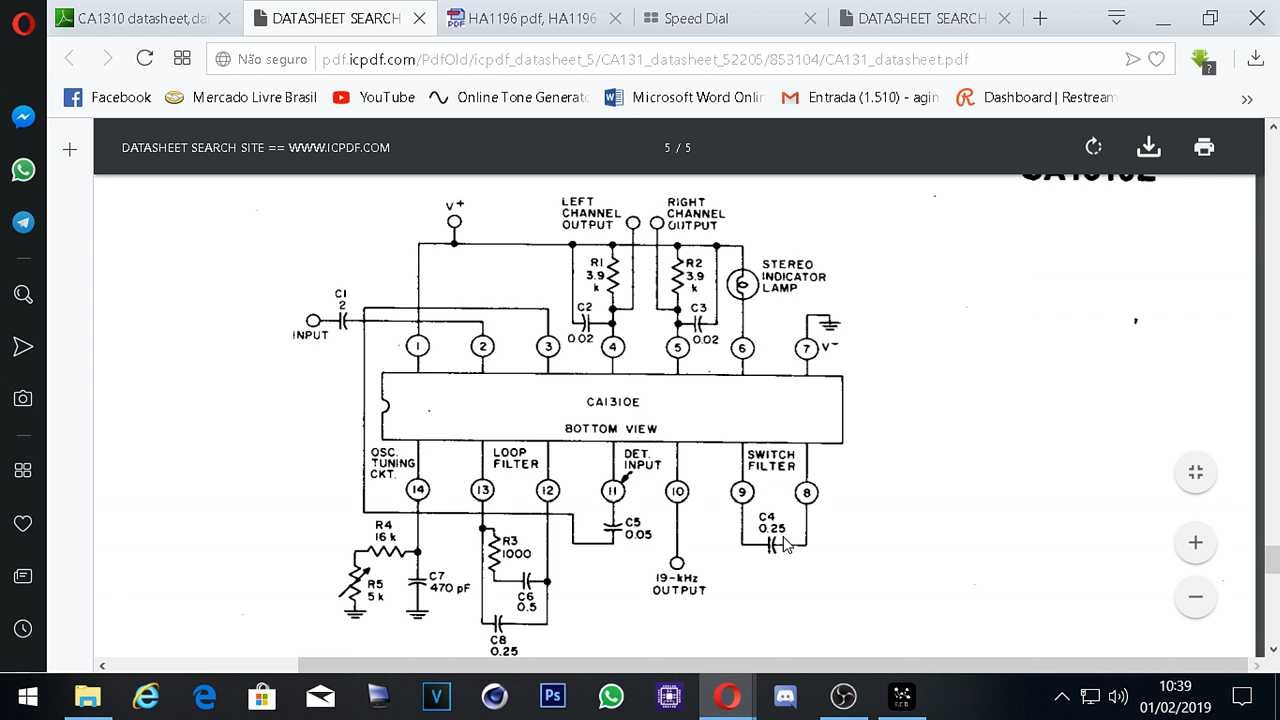 CA1310 datasheet,da
DATASHEET SEARCH
HA1196 pdf, HA1196
Speed Dial
DATASHEET SEARCH
Não seguro
pdf.icpdf.com/PdfOld/icpdf_datasheet_5/CA131_datasheet_52205/853104/CA131_datasheet.pdf
Facebook
Mercado Livre Brasil
YouTube
Online Tone Generato
Microsoft Word Onlin
Entrada (1.510) - agin
Dashboard | Restream
DATASHEET SEARCH SITE == WWW.ICPDF.COM
5 / 5
V+
LEFT
CHANNEL
OUTPUT
RIGHT
CHANNEL
OUTPUT
R1
3.9
k
R2
3.9
k
STEREO
INDICATOR
LAMP
C1
2
INPUT
C2
0.02
C3
0.02
1
2
3
4
5
6
7
V-
CA1310E
BOTTOM VIEW
OSC.
TUNING
CKT.
LOOP
FILTER
DET.
INPUT
SWITCH
FILTER
14
13
12
11
10
9
8
R4
16 k
R5
5 k
C7
470 pF
R3
1000
C6
0.5
C8
0.25
C5
0.05
19-kHz
OUTPUT
C4
0.25
10:39
01/02/2019